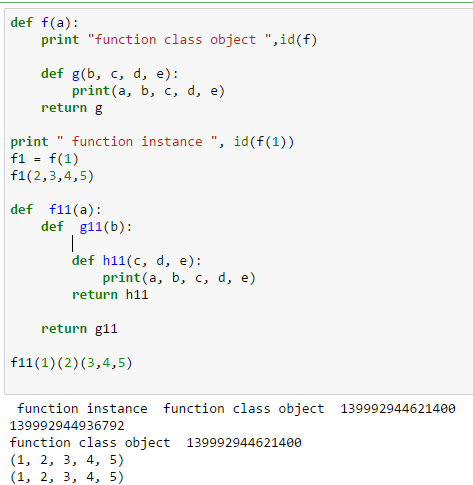 def f(a):
    print "function class object ",id(f)
    def g(b, c, d, e):
        print(a, b, c, d, e)
    return g
print " function instance ", id(f(1))
f1 = f(1)
f1(2,3,4,5)
def  f11(a):
    def  g11(b):
        def h11(c, d, e):
            print(a, b, c, d, e)
        return h11
    return g11
f11(1)(2)(3,4,5)
 function instance  function class object  139992944621400
139992944936792
function class object  139992944621400
(1, 2, 3, 4, 5)
(1, 2, 3, 4, 5)